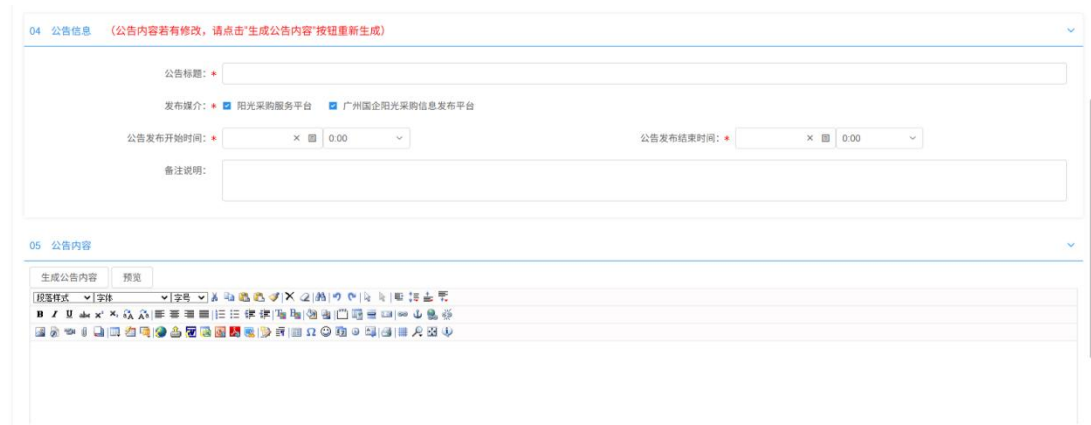 04 公告信息 （公告内容若有修改，请点击"生成公告内容"按钮重新生成）
公告标题：*
发布媒介：* 阳光采购服务平台 广州国企阳光采购信息发布平台
公告发布开始时间：* 0:00 公告发布结束时间：* 0:00
备注说明：
05 公告内容
生成公告内容 预览
段落样式 字体 字号